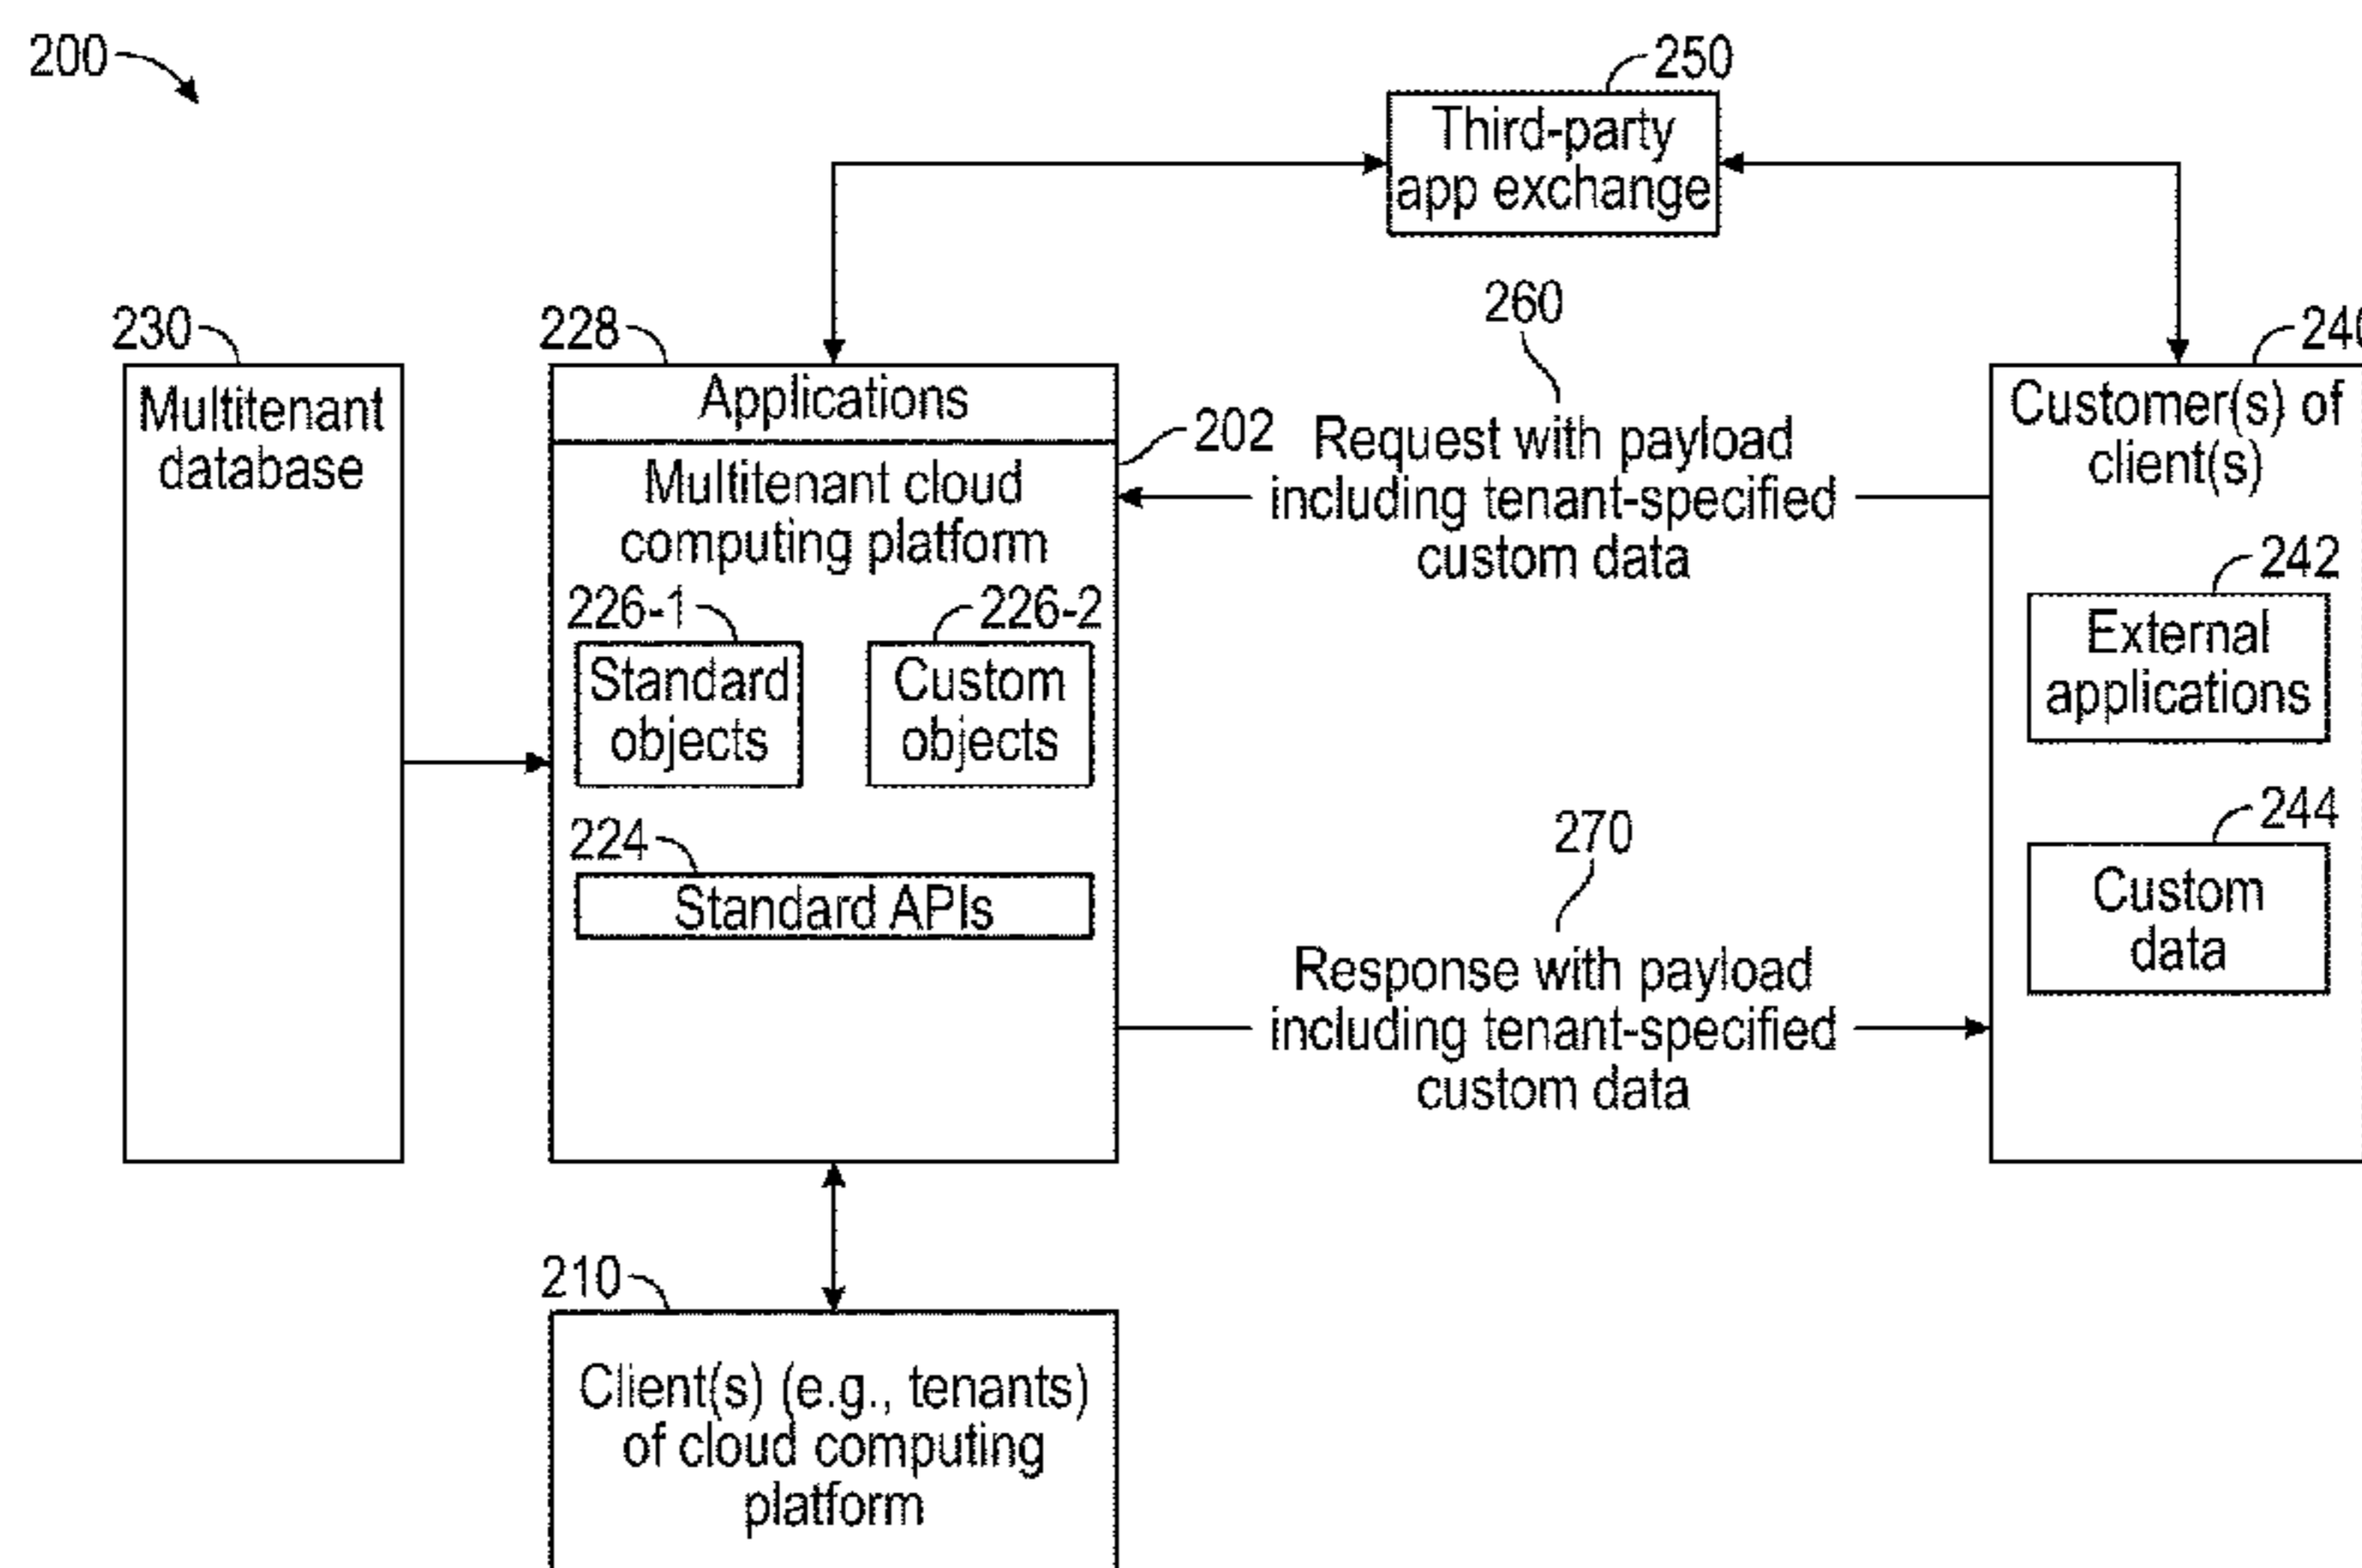 200
250
Third-party
app exchange
230
Multitenant
database
228
Applications
202
Multitenant cloud
computing platform
226-1
Standard
objects
226-2
Custom
objects
224
Standard APIs
260
Request with payload
including tenant-specified
custom data
270
Response with payload
including tenant-specified
custom data
240
Customer(s) of
client(s)
242
External
applications
244
Custom
data
210
Client(s) (e.g., tenants)
of cloud computing
platform